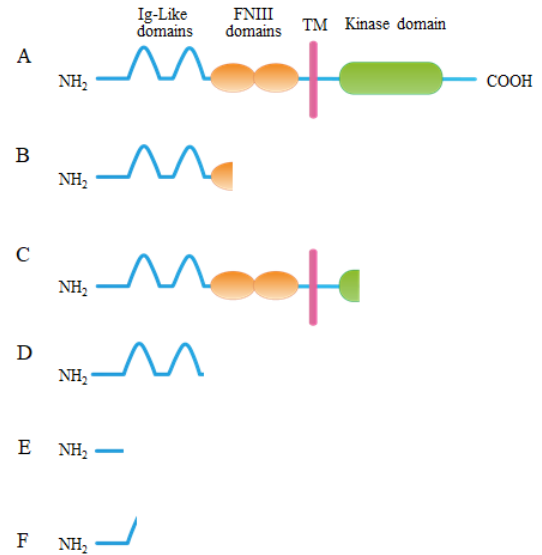 Ig-Like
domains
FNIII
domains
TM
Kinase domain
A
NH2
COOH
B
NH2
C
NH2
D
NH2
E
NH2
F
NH2